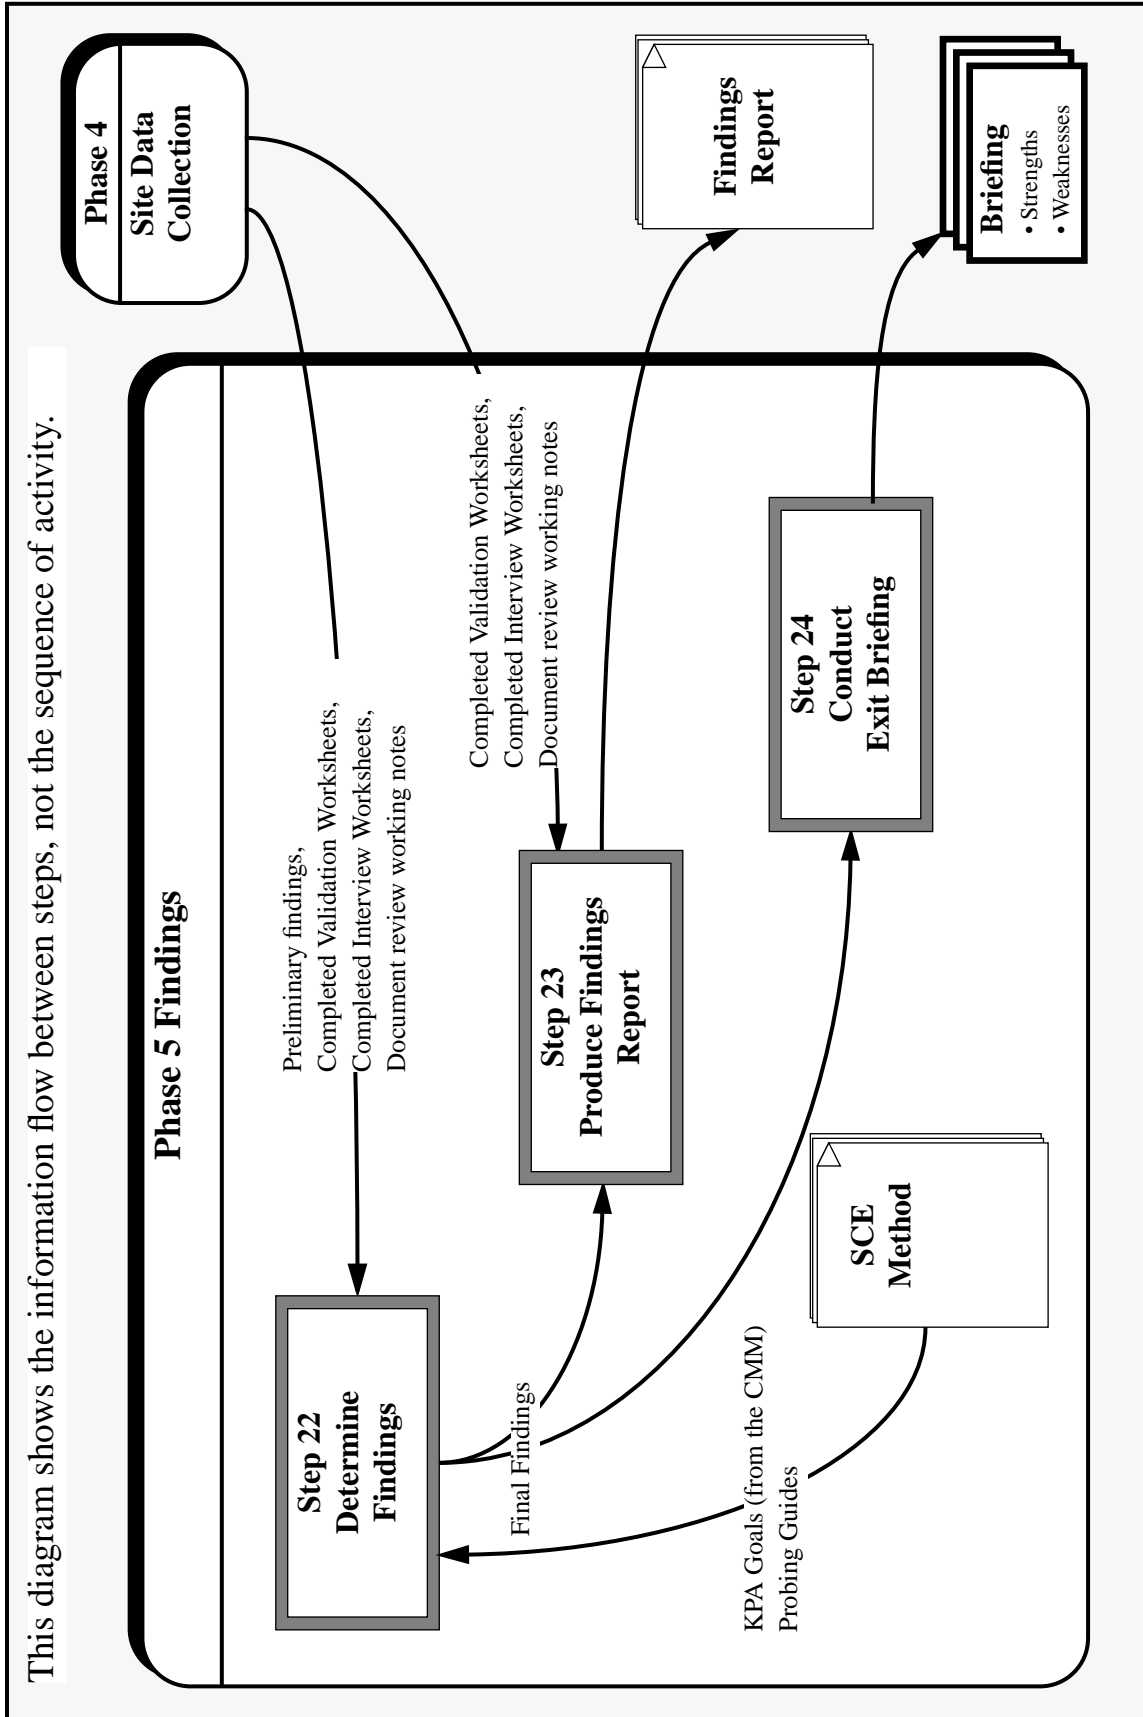 This diagram shows the information flow between steps, not the sequence of activity.
Phase 4
Site Data
Collection
Phase 5 Findings
Preliminary findings,
Completed Validation Worksheets,
Completed Interview Worksheets,
Document review working notes
Step 22
Determine
Findings
Completed Validation Worksheets,
Completed Interview Worksheets,
Document review working notes
Final Findings
Step 23
Produce Findings
Report
Findings
Report
KPA Goals (from the CMM)
Probing Guides
SCE
Method
Step 24
Conduct
Exit Briefing
Briefing
• Strengths
• Weaknesses